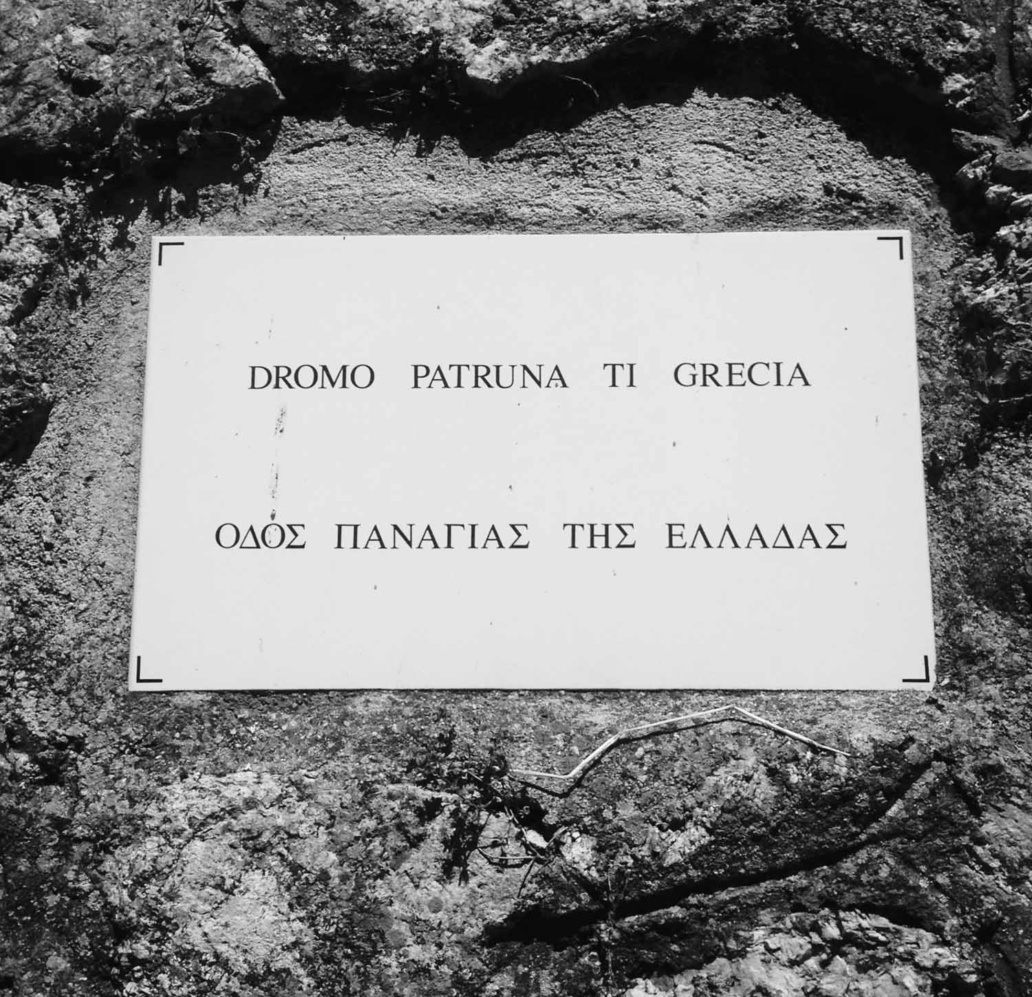 DROMO PATRUNA TI GRECIA
ΟΔΟΣ ΠΑΝΑΓΙΑΣ ΤΗΣ ΕΛΛΑΔΑΣ